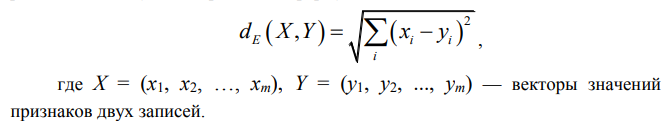 d_E (X,Y) = √∑_i (x_i − y_i)^2 ,
где X = (x1, x2, …, xm), Y = (y1, y2, ..., ym) — векторы значений
признаков двух записей.